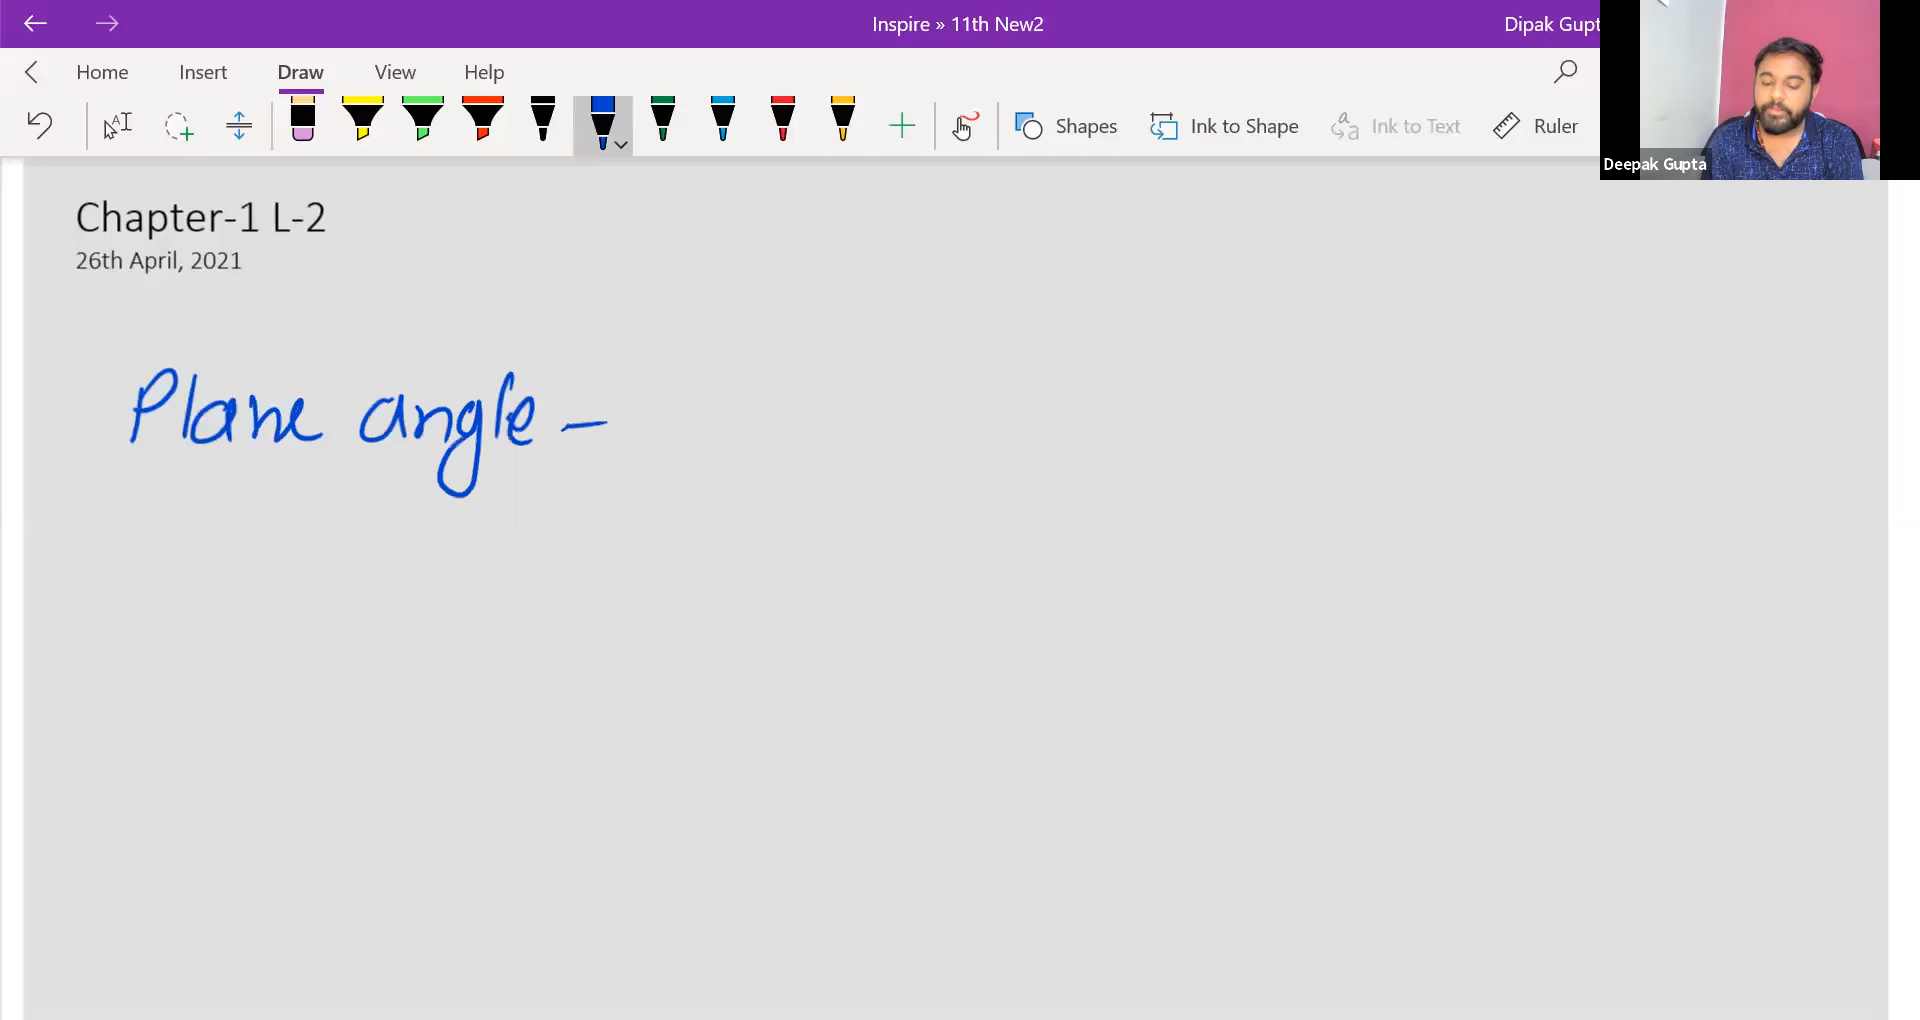 Inspire » 11th New2 Dipak Gupt
Home Insert Draw View Help
Shapes Ink to Shape Ink to Text Ruler
Deepak Gupta
Chapter-1 L-2
26th April, 2021
Plane angle –